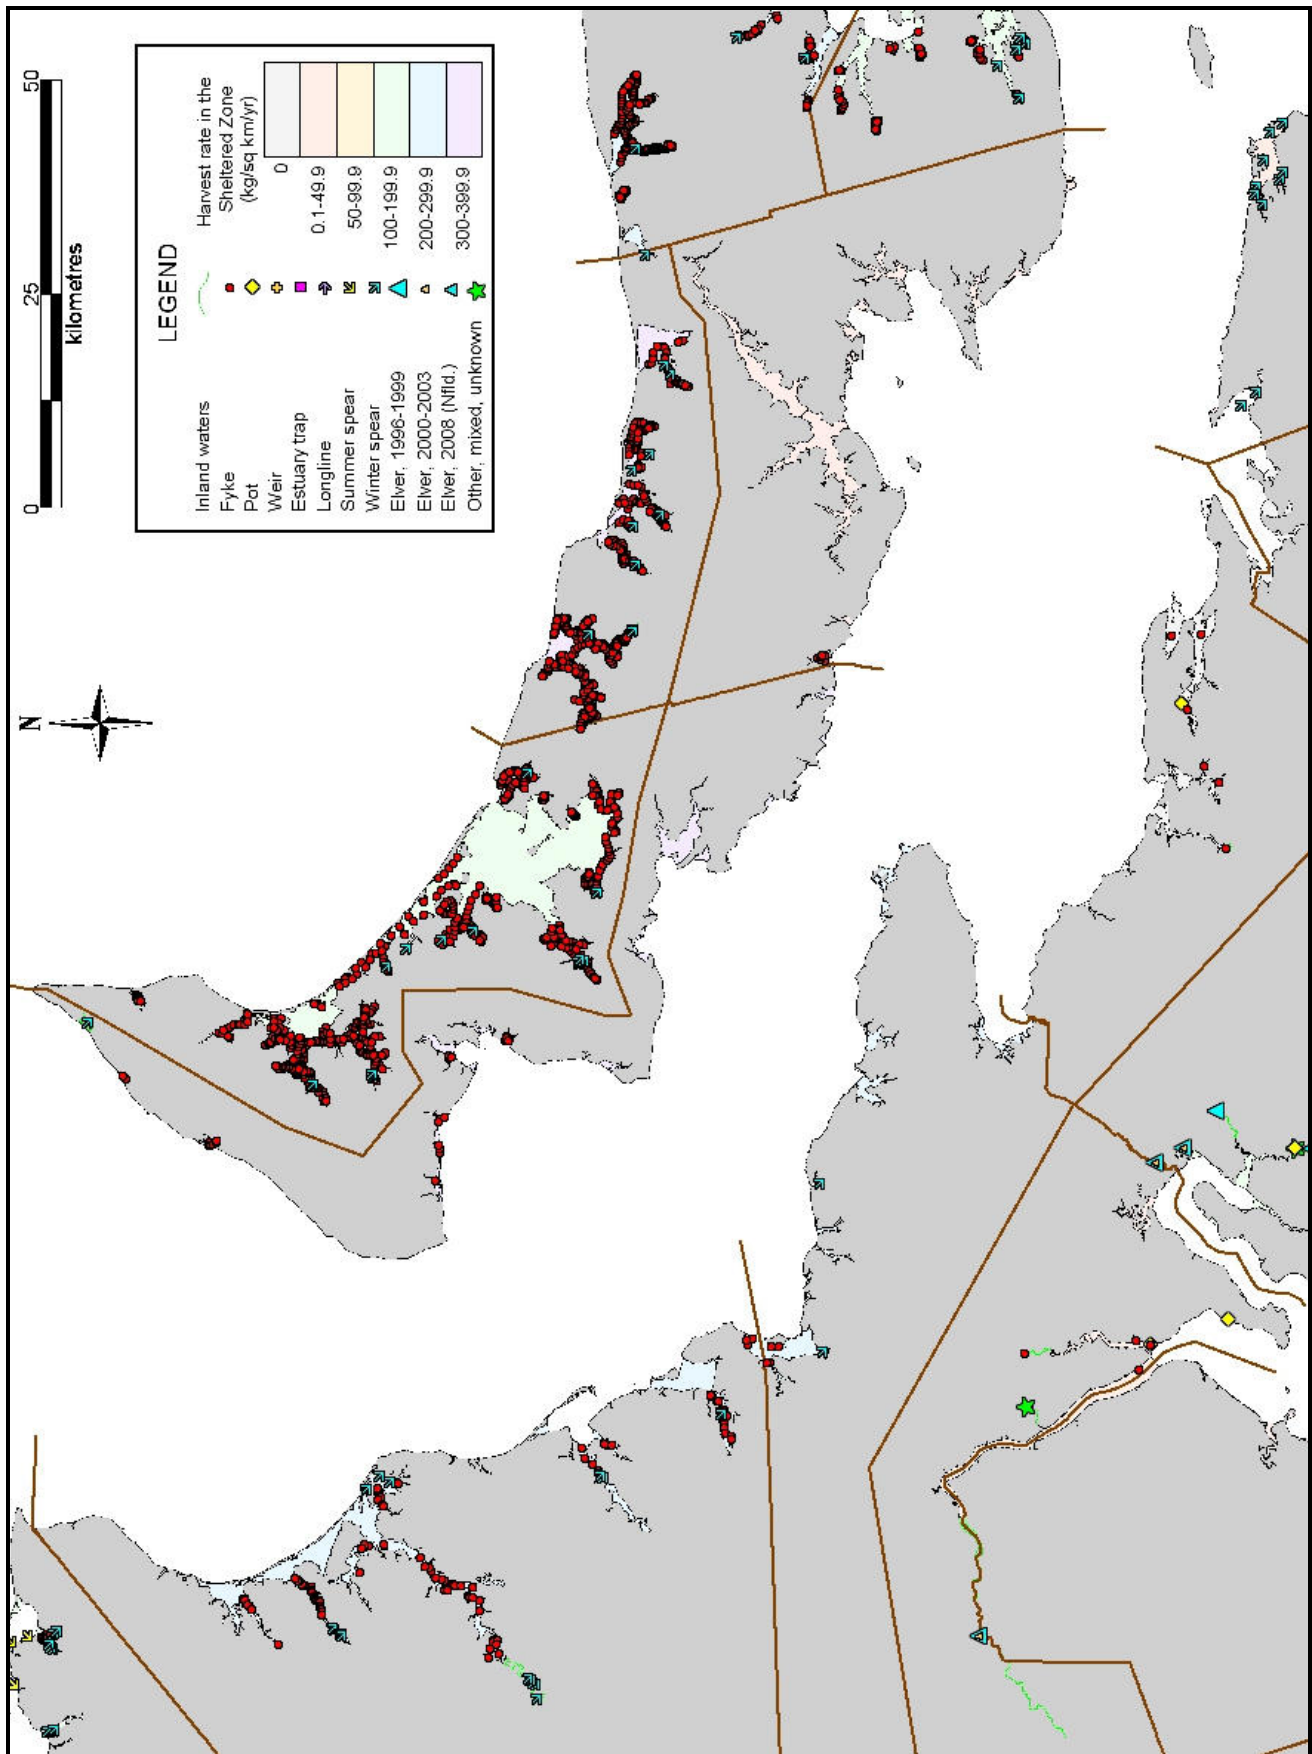 N
0 25 50
kilometres
LEGEND
Inland waters
Fyke
Pot
Weir
Estuary trap
Longline
Summer spear
Winter spear
Elver, 1996-1999
Elver, 2000-2003
Elver, 2008 (Nfld.)
Other, mixed, unknown
Harvest rate in the
Sheltered Zone
(kg/sq km/yr)
0
0.1-49.9
50-99.9
100-199.9
200-299.9
300-399.9